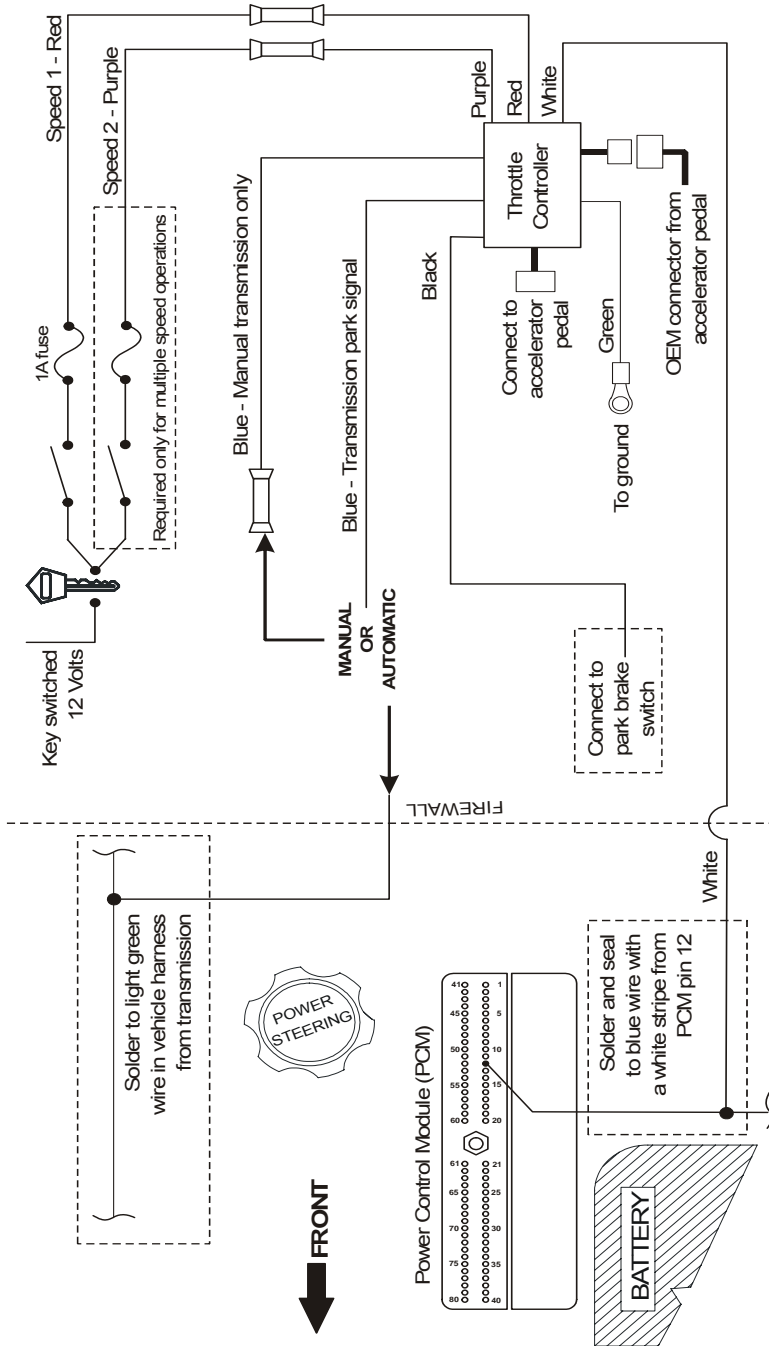 Speed 1 - Red
Speed 2 - Purple
1A fuse
Required only for multiple speed operations
Key switched
12 Volts
Purple
Red
White
Blue - Manual transmission only
Blue - Transmission park signal
Black
Throttle
Controller
Connect to
accelerator
pedal
Green
To ground
OEM connector from
accelerator pedal
MANUAL
OR
AUTOMATIC
Connect to
park brake
switch
FIREWALL
White
Solder to light green
wire in vehicle harness
from transmission
POWER
STEERING
FRONT
Power Control Module (PCM)
41
45
50
55
60
61
65
70
75
80
1
5
10
15
20
21
25
30
35
40
Solder and seal
to blue wire with
a white stripe from
PCM pin 12
BATTERY